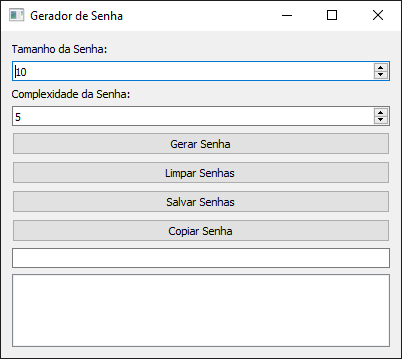 Gerador de Senha
Tamanho da Senha:
10
Complexidade da Senha:
5
Gerar Senha
Limpar Senhas
Salvar Senhas
Copiar Senha